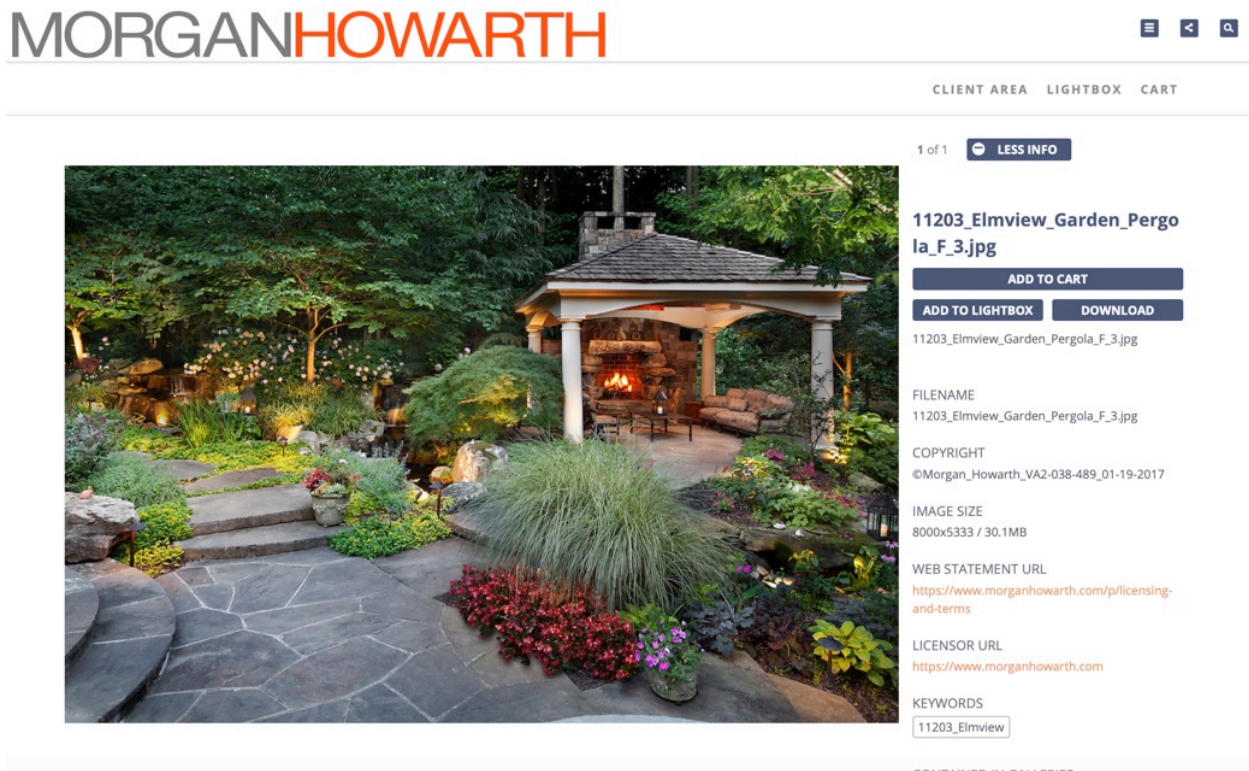 MORGANHOWARTH
CLIENT AREA LIGHTBOX CART
1 of 1 LESS INFO
11203_Elmview_Garden_Pergo
la_F_3.jpg
ADD TO CART
ADD TO LIGHTBOX DOWNLOAD
11203_Elmview_Garden_Pergola_F_3.jpg
FILENAME
11203_Elmview_Garden_Pergola_F_3.jpg
COPYRIGHT
©Morgan_Howarth_VA2-038-489_01-19-2017
IMAGE SIZE
8000x5333 / 30.1MB
WEB STATEMENT URL
https://www.morganhowarth.com/p/licensing-
and-terms
LICENSOR URL
https://www.morganhowarth.com
KEYWORDS
11203_Elmview